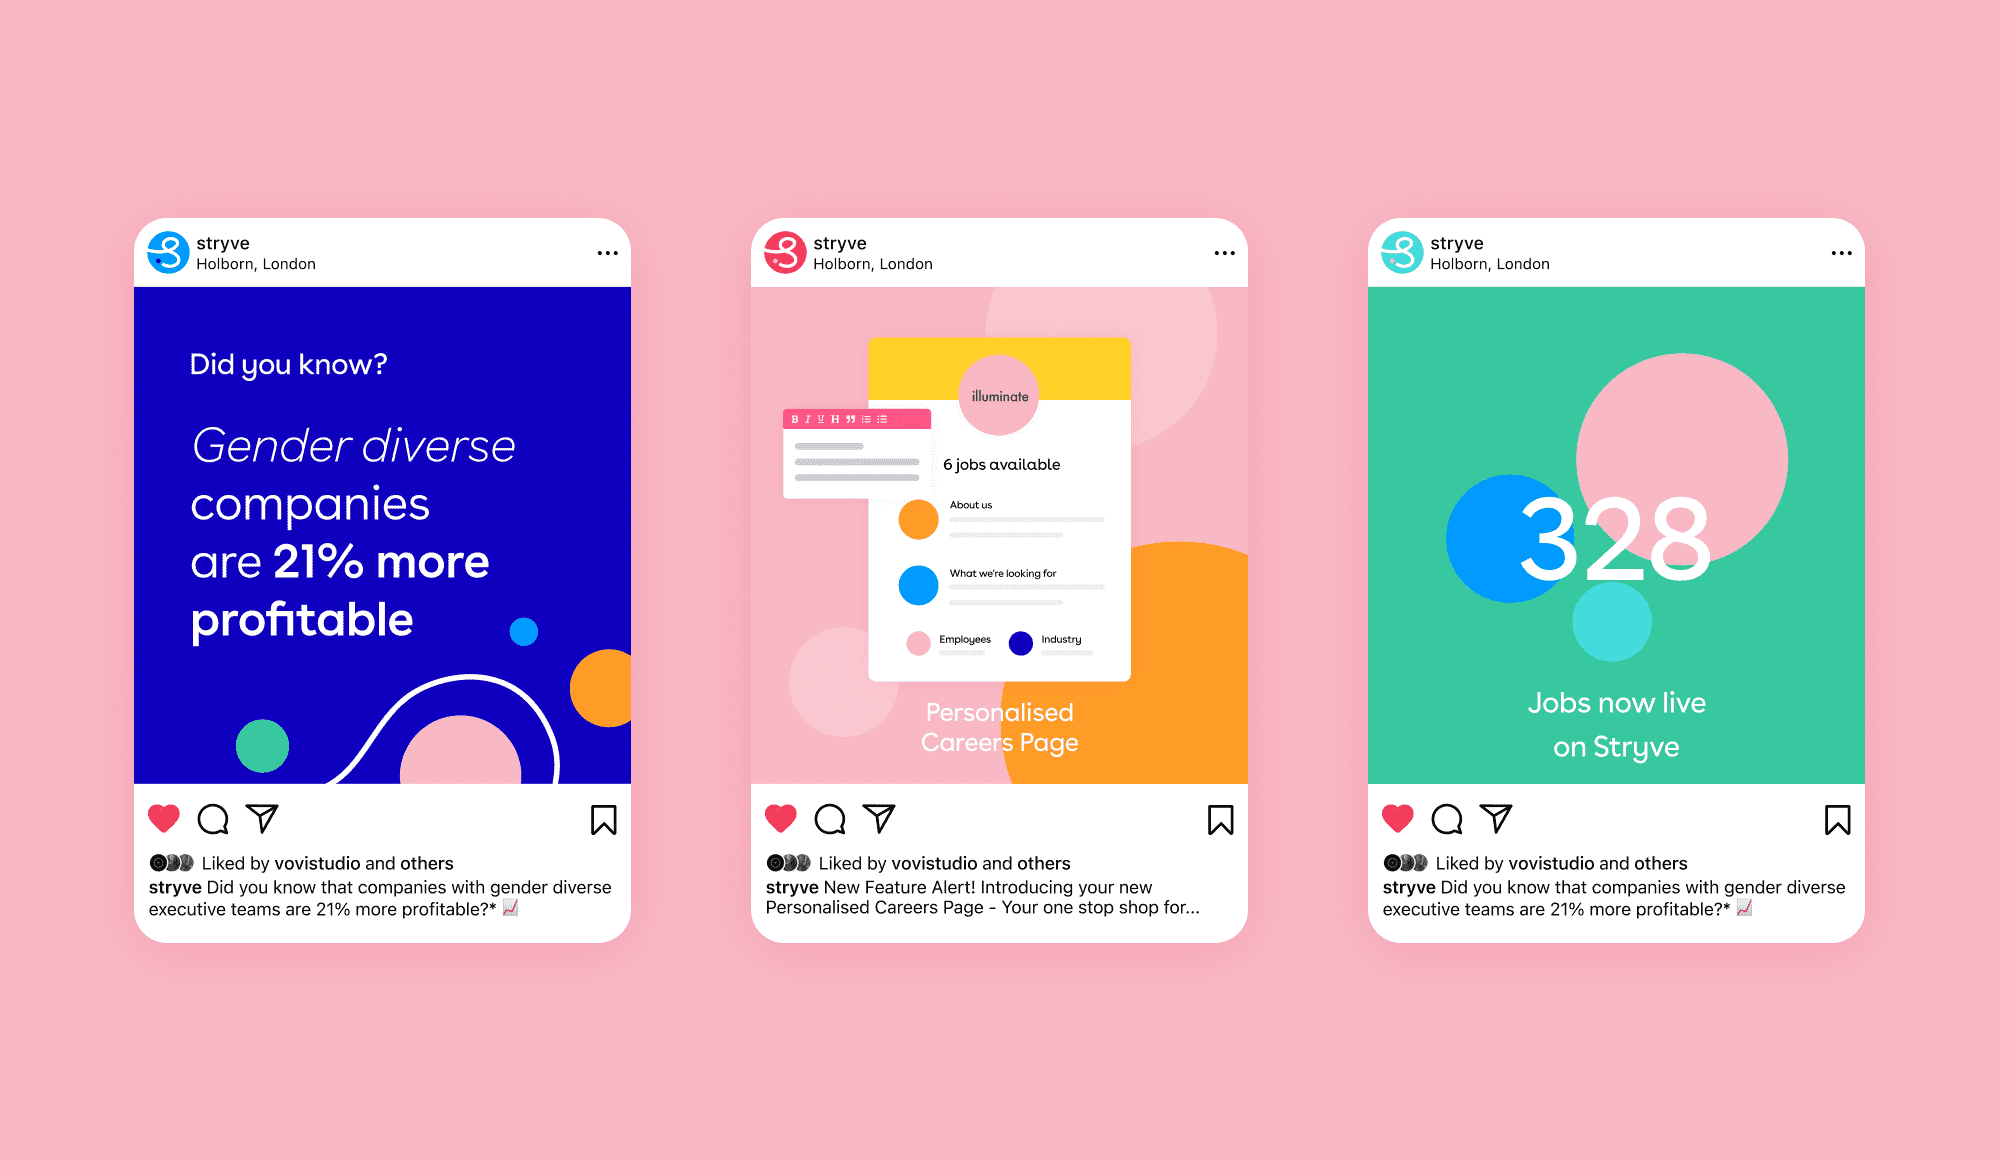 stryve
Holborn, London
Did you know?
Gender diverse
companies
are 21% more
profitable
Liked by vovistudio and others
stryve Did you know that companies with gender diverse
executive teams are 21% more profitable?* 📈
stryve
Holborn, London
illuminate
B I U H
6 jobs available
About us
What we're looking for
Employees
Industry
Personalised
Careers Page
Liked by vovistudio and others
stryve New Feature Alert! Introducing your new
Personalised Careers Page - Your one stop shop for...
stryve
Holborn, London
328
Jobs now live
on Stryve
Liked by vovistudio and others
stryve Did you know that companies with gender diverse
executive teams are 21% more profitable?* 📈